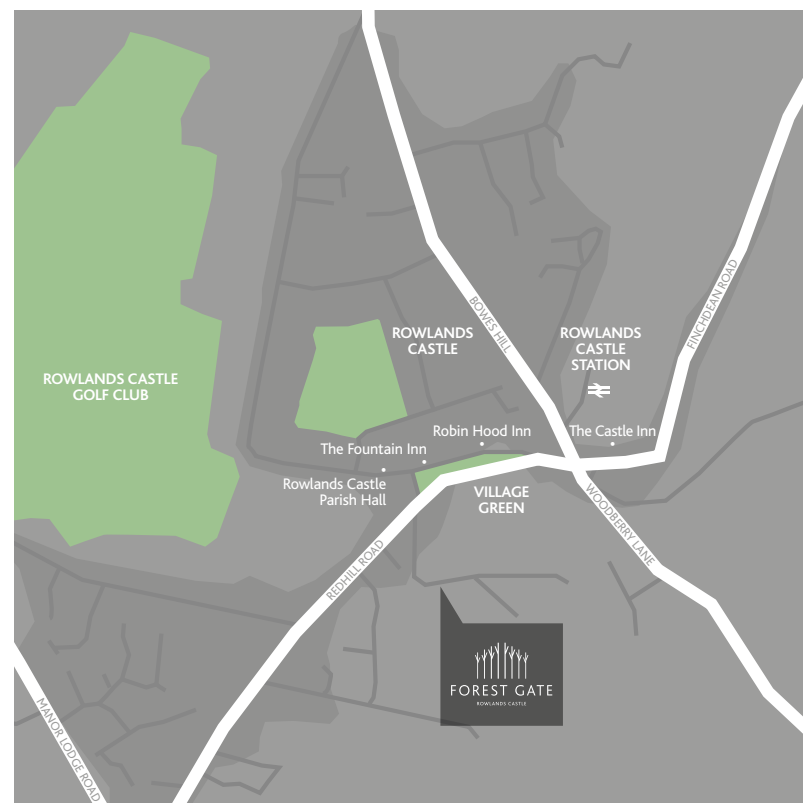 BOWES HILL
FINCHDEAN ROAD
ROWLANDS
CASTLE
ROWLANDS
CASTLE
STATION
ROWLANDS CASTLE
GOLF CLUB
Robin Hood Inn
The Castle Inn
The Fountain Inn
Rowlands Castle
Parish Hall
VILLAGE
GREEN
WOODBERRY LANE
REDHILL ROAD
FOREST GATE
ROWLANDS CASTLE
MANOR LODGE ROAD